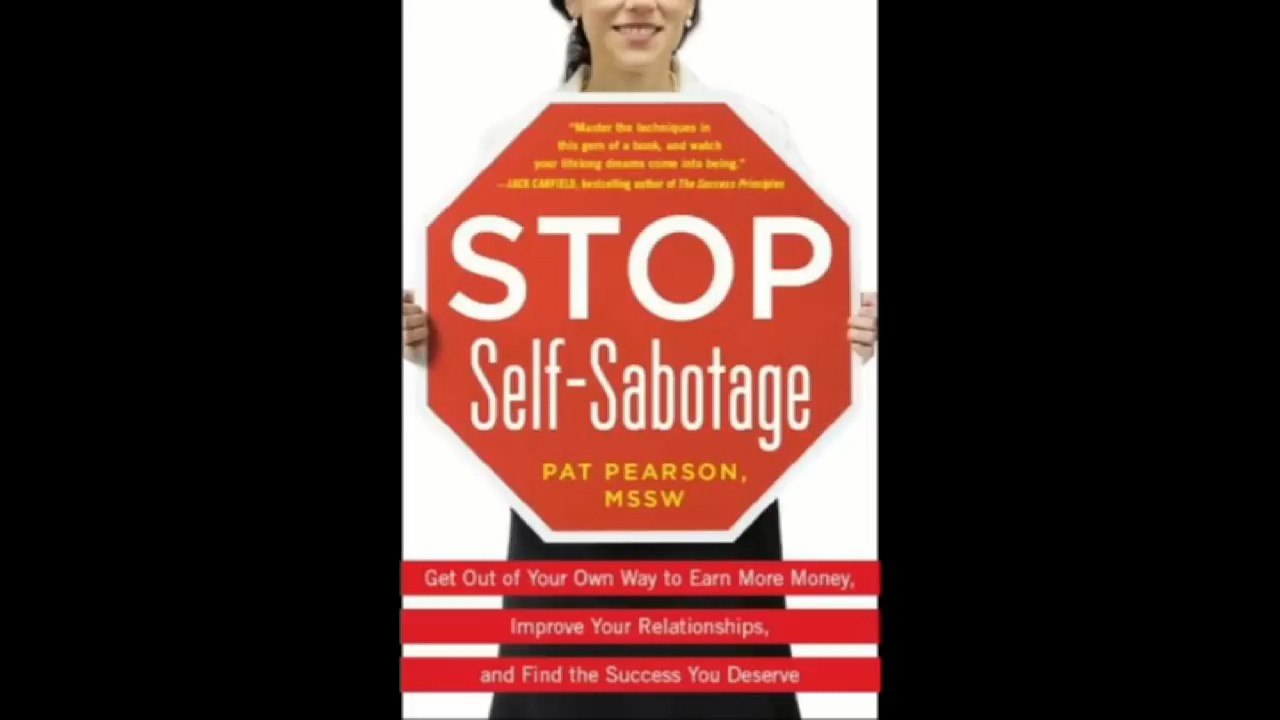 "Master the techniques in
this gem of a book, and watch
your lifelong dreams come into being."
—JACK CANFIELD, bestselling author of The Success Principles
STOP
Self-Sabotage
PAT PEARSON,
MSSW
Get Out of Your Own Way to Earn More Money,
Improve Your Relationships,
and Find the Success You Deserve